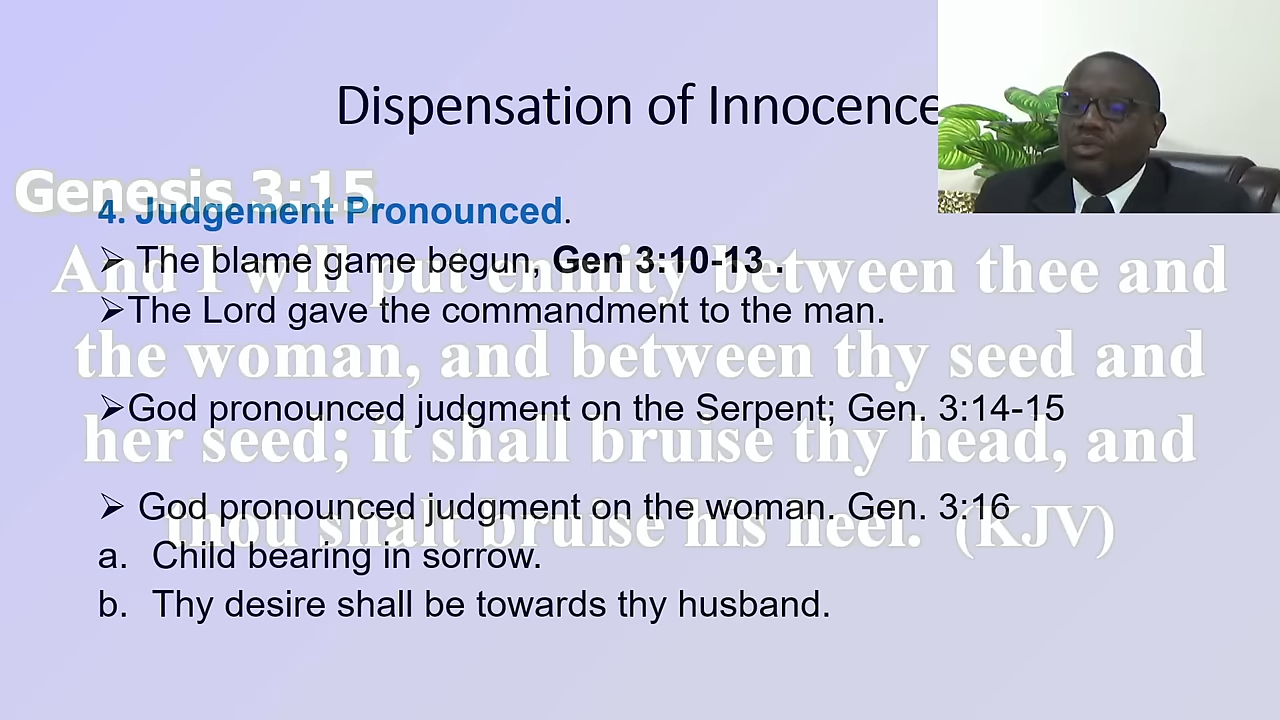 Dispensation of Innocence
Genesis 3:15
4. Judgement Pronounced.
And I will put enmity between thee and
➢ The blame game begun, Gen 3:10-13 .
➢The Lord gave the commandment to the man.
the woman, and between thy seed and
➢God pronounced judgment on the Serpent; Gen. 3:14-15
her seed; it shall bruise thy head, and
➢ God pronounced judgment on the woman. Gen. 3:16
thou shalt bruise his heel. (KJV)
a. Child bearing in sorrow.
b. Thy desire shall be towards thy husband.